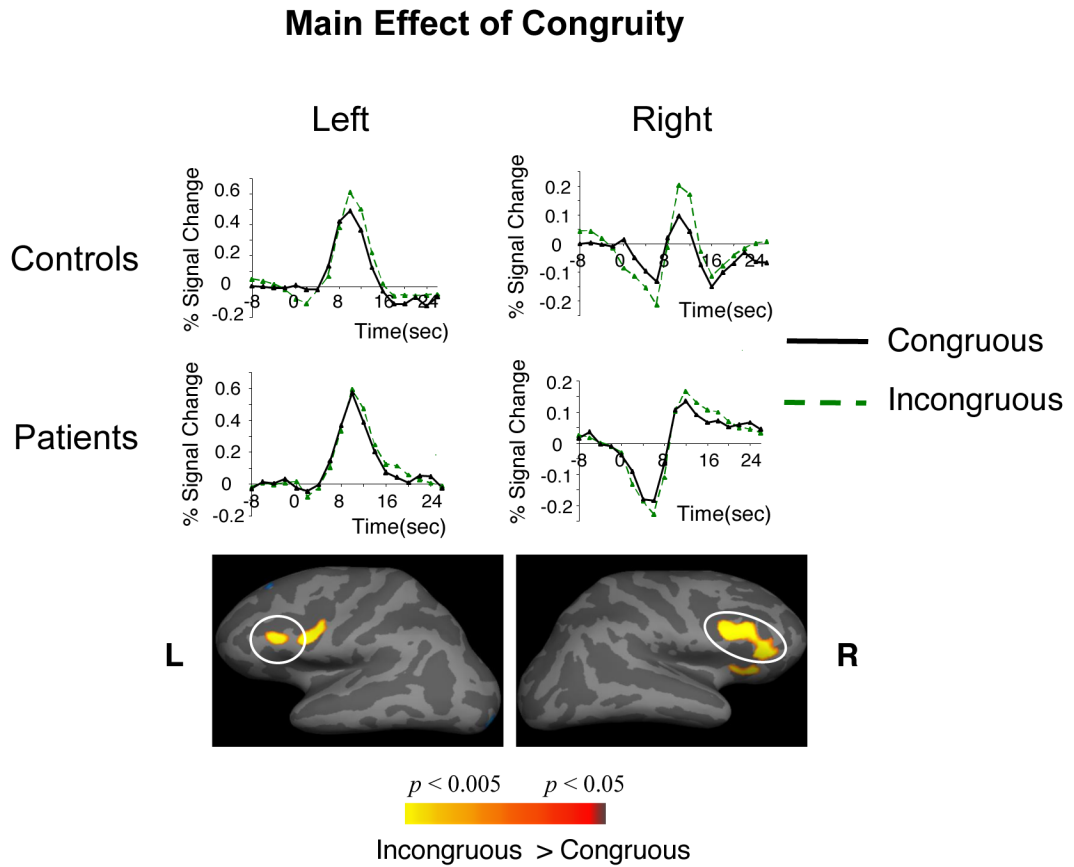 Main Effect of Congruity
Left Right
Controls
% Signal Change
0.6
0.4
0.2
0
-0.2
-8 0 8 16 24
Time(sec)
% Signal Change
0.2
0.1
0
-0.1
-0.2
-8 0 8 16 24
Time(sec)
Congruous
Incongruous
Patients
% Signal Change
0.6
0.4
0.2
0
-0.2
-8 0 8 16 24
Time(sec)
% Signal Change
0.2
0.1
0
-0.1
-0.2
-8 0 8 16 24
Time(sec)
L R
p < 0.005 p < 0.05
Incongruous > Congruous